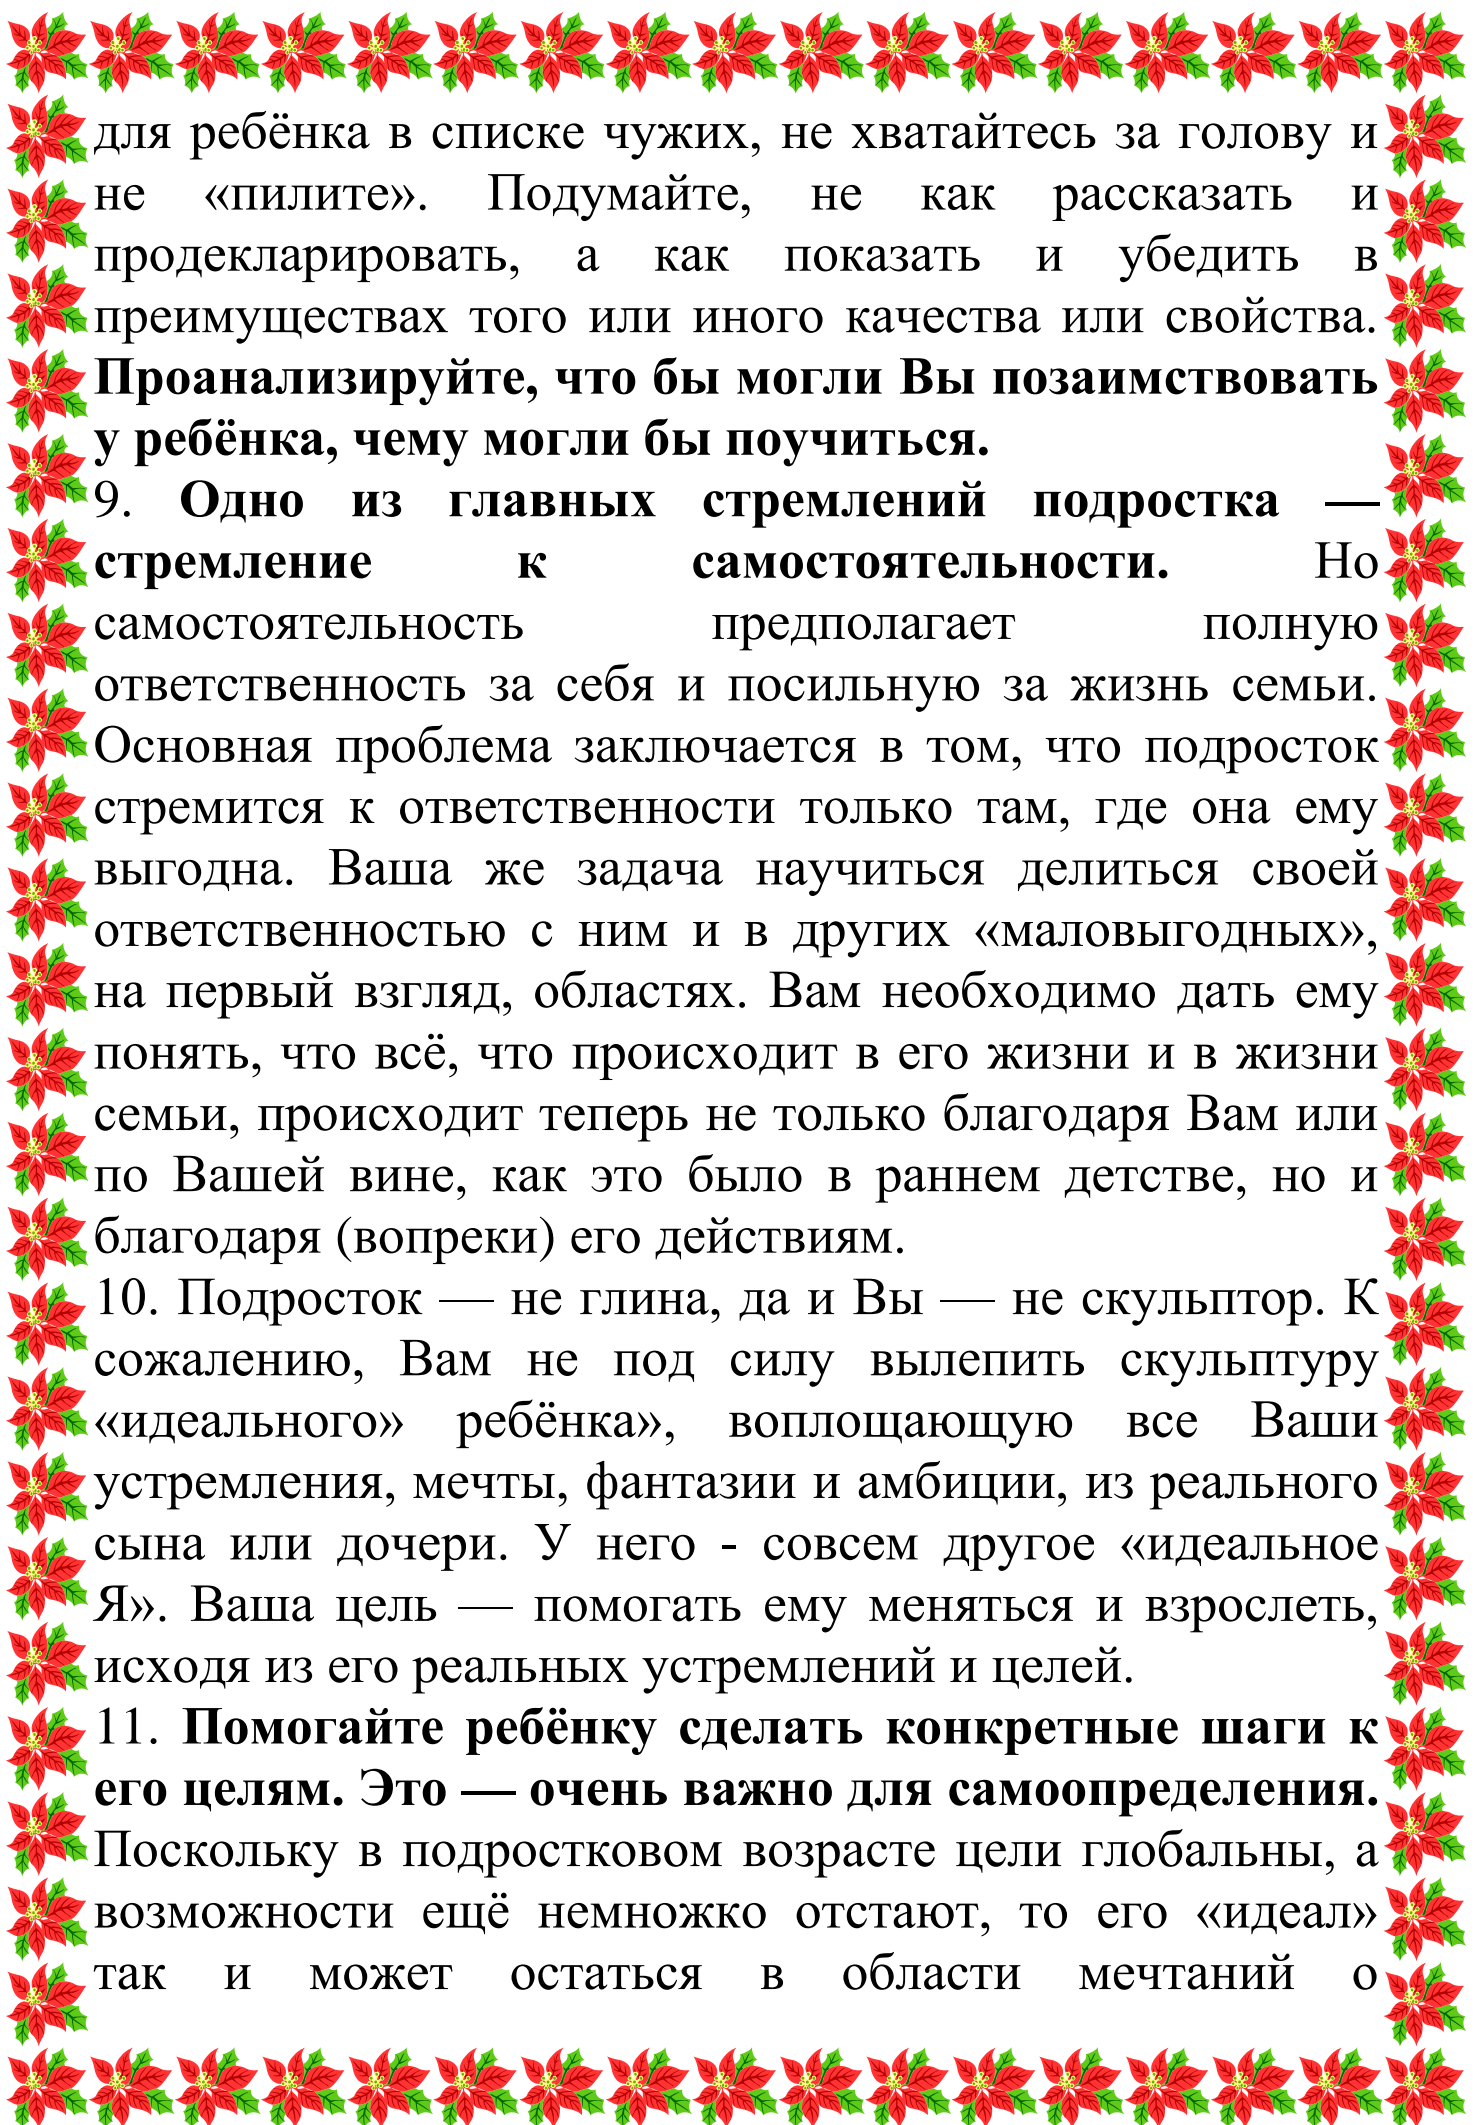 для ребёнка в списке чужих, не хватайтесь за голову и
не «пилите». Подумайте, не как рассказать и
продекларировать, а как показать и убедить в
преимуществах того или иного качества или свойства.
Проанализируйте, что бы могли Вы позаимствовать
у ребёнка, чему могли бы поучиться.
9. Одно из главных стремлений подростка —
стремление к самостоятельности. Но
самостоятельность предполагает полную
ответственность за себя и посильную за жизнь семьи.
Основная проблема заключается в том, что подросток
стремится к ответственности только там, где она ему
выгодна. Ваша же задача научиться делиться своей
ответственностью с ним и в других «маловыгодных»,
на первый взгляд, областях. Вам необходимо дать ему
понять, что всё, что происходит в его жизни и в жизни
семьи, происходит теперь не только благодаря Вам или
по Вашей вине, как это было в раннем детстве, но и
благодаря (вопреки) его действиям.
10. Подросток — не глина, да и Вы — не скульптор. К
сожалению, Вам не под силу вылепить скульптуру
«идеального» ребёнка», воплощающую все Ваши
устремления, мечты, фантазии и амбиции, из реального
сына или дочери. У него - совсем другое «идеальное
Я». Ваша цель — помогать ему меняться и взрослеть,
исходя из его реальных устремлений и целей.
11. Помогайте ребёнку сделать конкретные шаги к
его целям. Это — очень важно для самоопределения.
Поскольку в подростковом возрасте цели глобальны, а
возможности ещё немножко отстают, то его «идеал»
так и может остаться в области мечтаний о